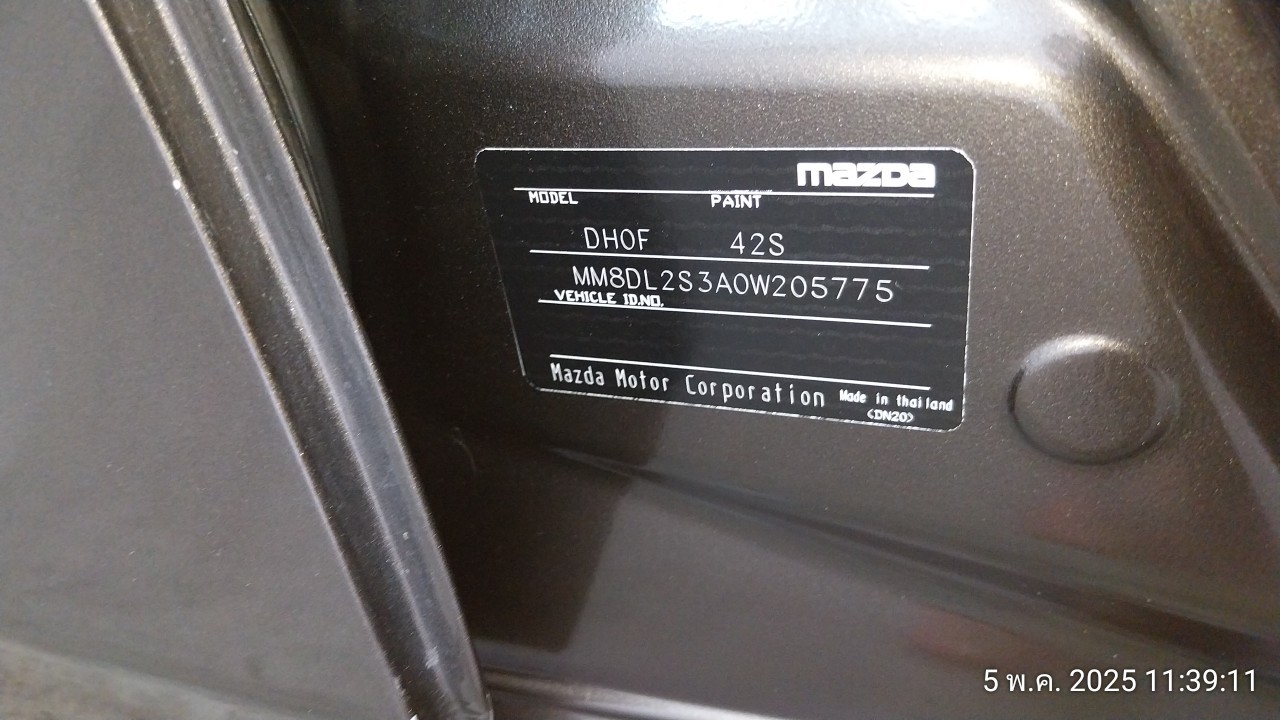 mazda
MODEL PAINT
DH0F 42S
MM8DL2S3A0W205775
VEHICLE ID.NO.
Mazda Motor Corporation Made in thailand
<DN20>
5 พ.ค. 2025 11:39:11